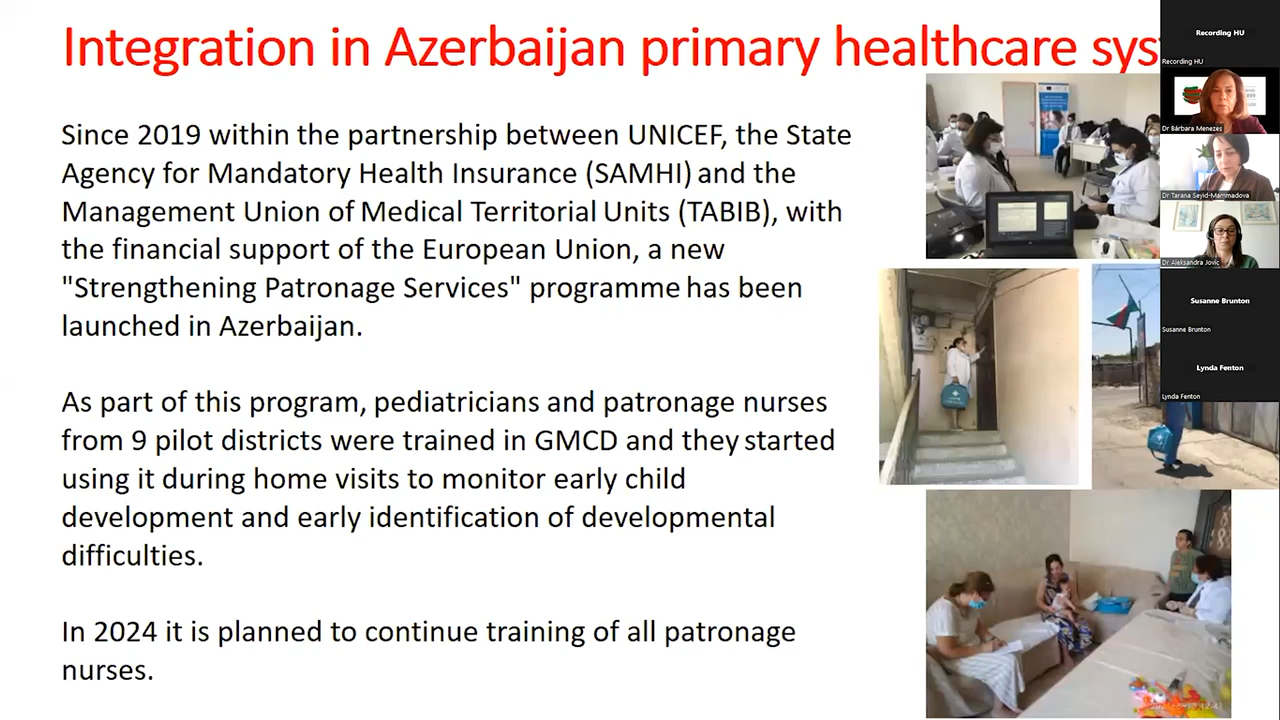 Integration in Azerbaijan primary healthcare sys
Since 2019 within the partnership between UNICEF, the State
Agency for Mandatory Health Insurance (SAMHI) and the
Management Union of Medical Territorial Units (TABIB), with
the financial support of the European Union, a new
"Strengthening Patronage Services" programme has been
launched in Azerbaijan.
As part of this program, pediatricians and patronage nurses
from 9 pilot districts were trained in GMCD and they started
using it during home visits to monitor early child
development and early identification of developmental
difficulties.
In 2024 it is planned to continue training of all patronage
nurses.
Recording HU
Recording HU
Dr Bárbara Menezes
Dr Tarana Seyid-Mammadova
Dr Aleksandra Jovic
Susanne Brunton
Susanne Brunton
Lynda Fenton
Lynda Fenton